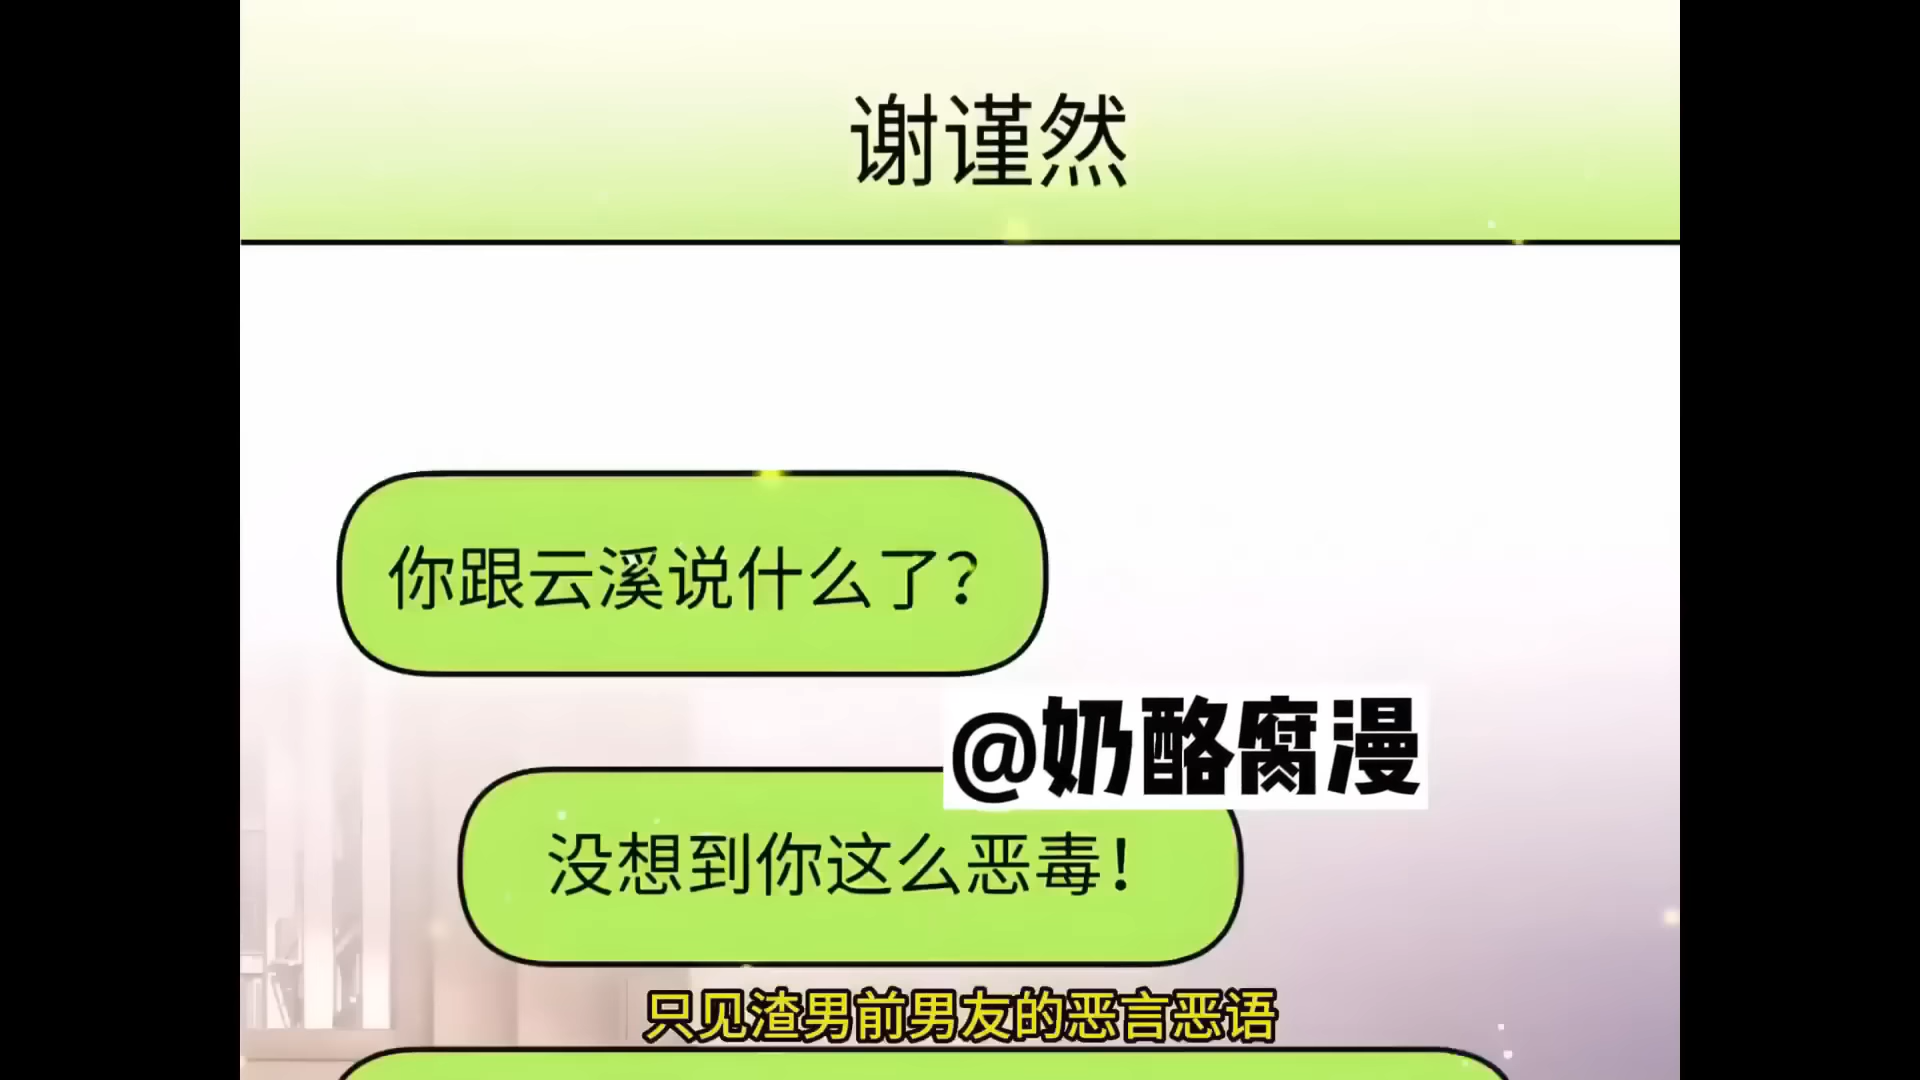 谢谨然
你跟云溪说什么了？
@奶酪腐漫
没想到你这么恶毒！
只见渣男前男友的恶言恶语